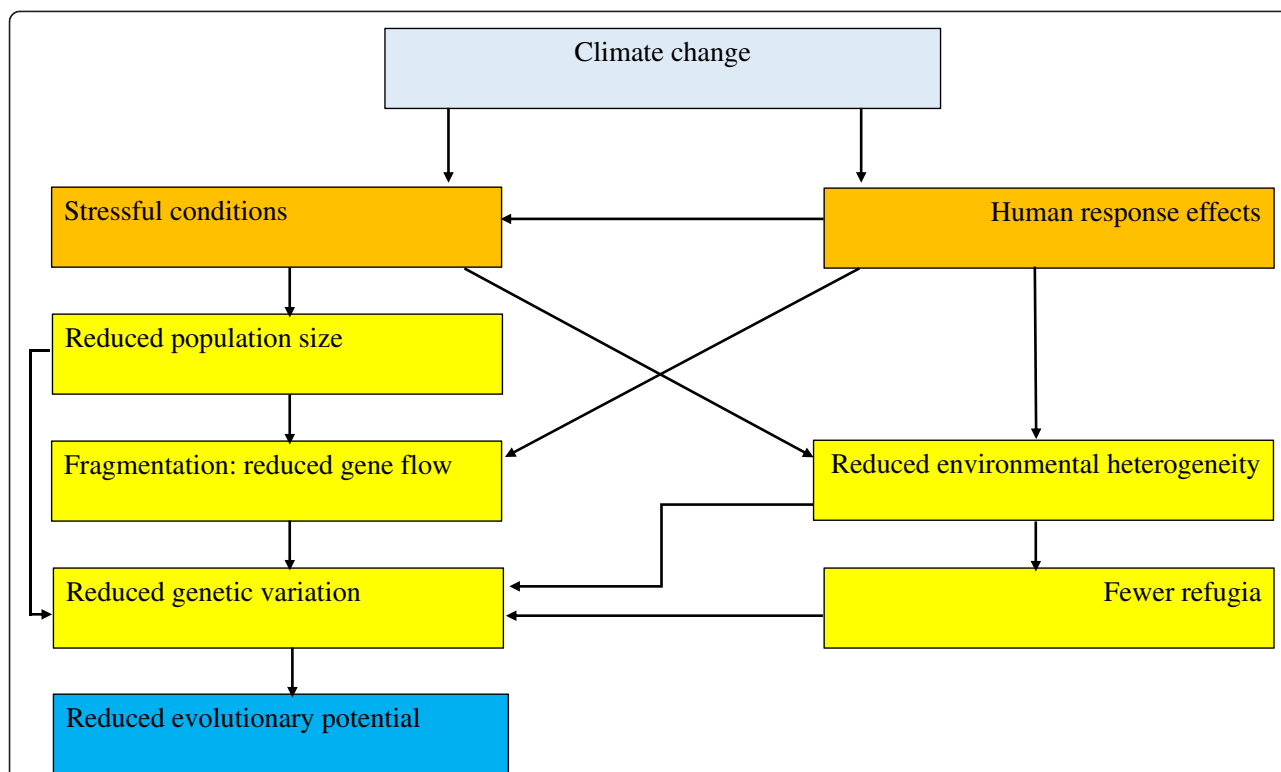 Climate change
Stressful conditions
Human response effects
Reduced population size
Fragmentation: reduced gene flow
Reduced environmental heterogeneity
Reduced genetic variation
Fewer refugia
Reduced evolutionary potential